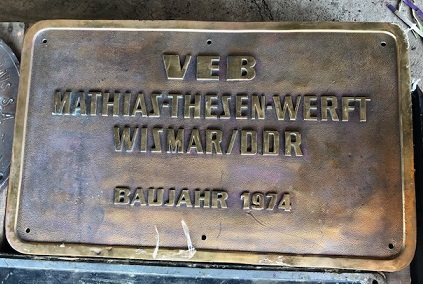 VEB
MATHIAS-THESEN-WERFT
WISMAR/DDR
BAUJAHR 1974